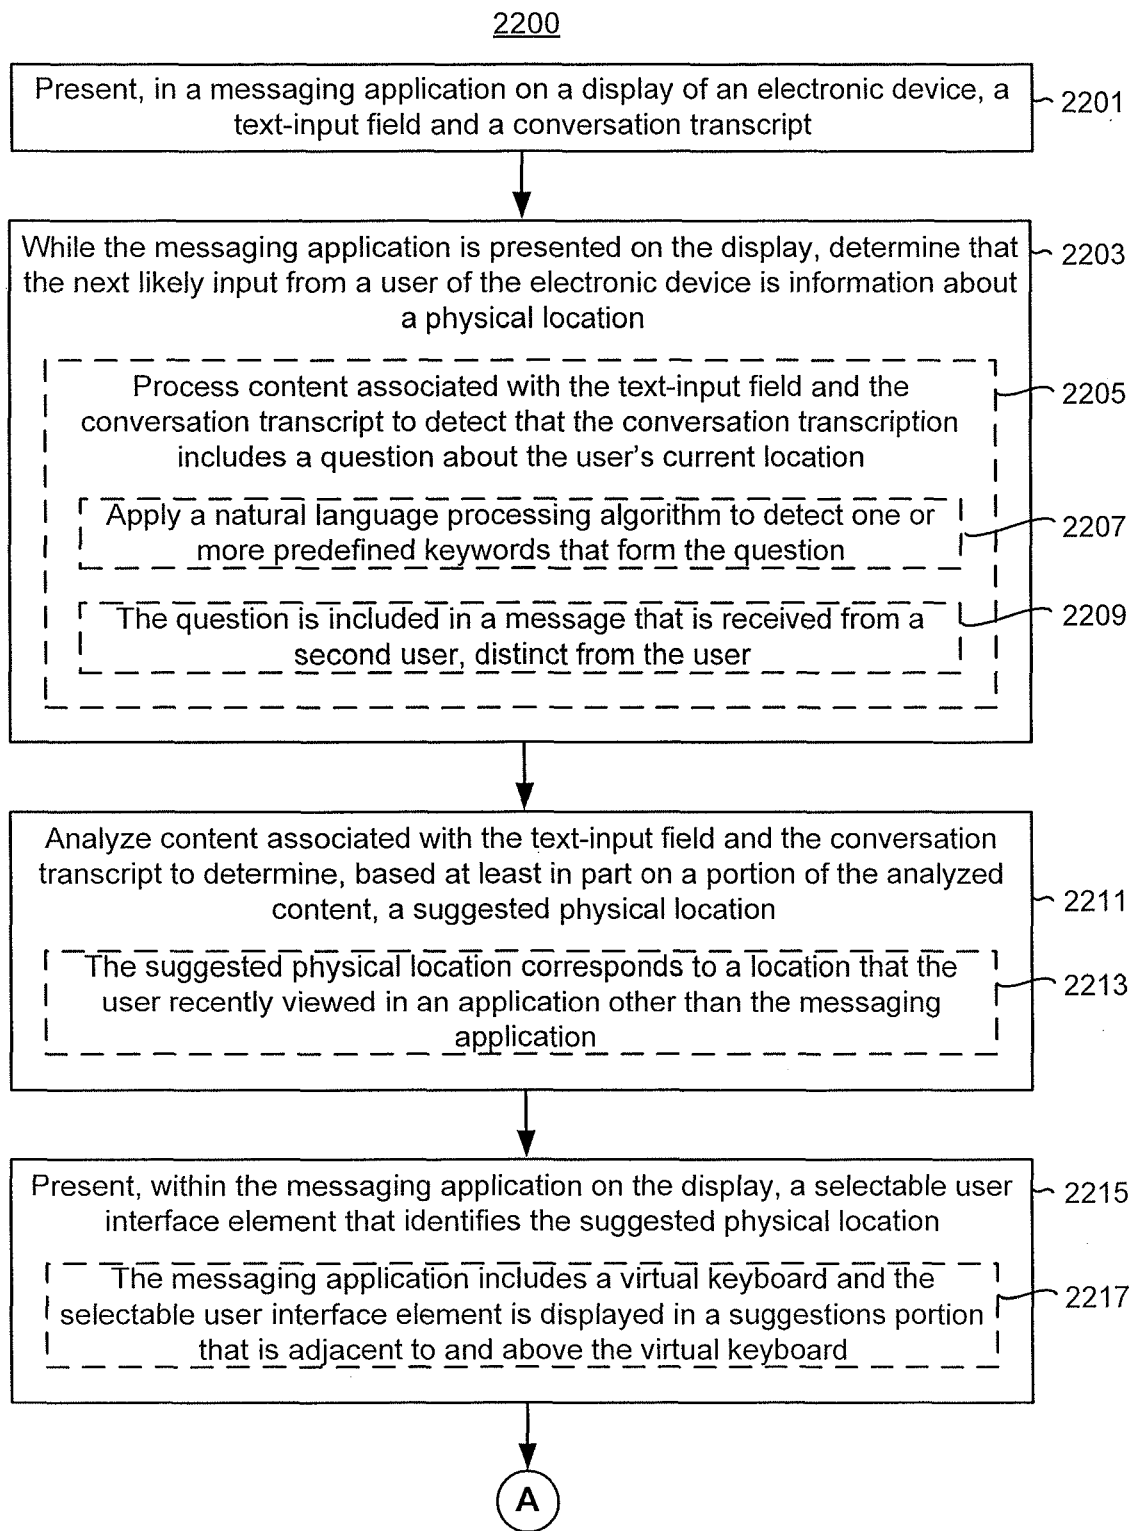 2200
Present, in a messaging application on a display of an electronic device, a
text-input field and a conversation transcript
2201
While the messaging application is presented on the display, determine that
the next likely input from a user of the electronic device is information about
a physical location
2203
Process content associated with the text-input field and the
conversation transcript to detect that the conversation transcription
includes a question about the user's current location
2205
Apply a natural language processing algorithm to detect one or
more predefined keywords that form the question
2207
The question is included in a message that is received from a
second user, distinct from the user
2209
Analyze content associated with the text-input field and the conversation
transcript to determine, based at least in part on a portion of the analyzed
content, a suggested physical location
2211
The suggested physical location corresponds to a location that the
user recently viewed in an application other than the messaging
application
2213
Present, within the messaging application on the display, a selectable user
interface element that identifies the suggested physical location
2215
The messaging application includes a virtual keyboard and the
selectable user interface element is displayed in a suggestions portion
that is adjacent to and above the virtual keyboard
2217
A